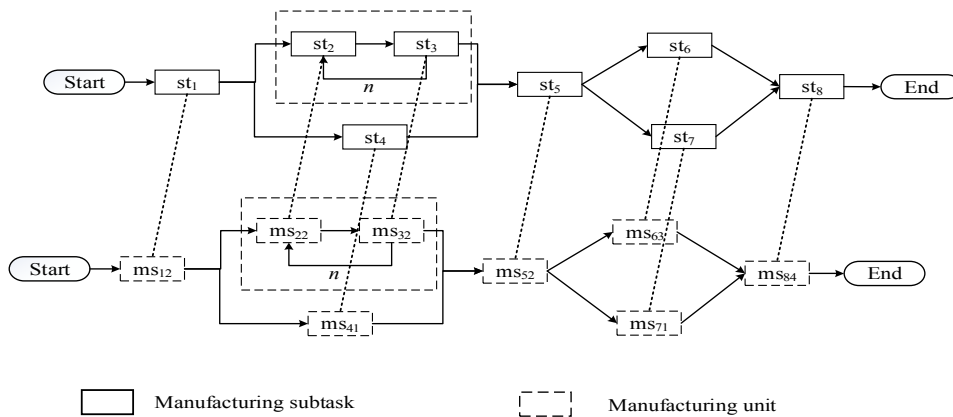 st₂
st₃
st₆
n
Start
st₁
st₅
st₈
End
st₄
st₇
ms₂₂
ms₃₂
ms₆₃
n
Start
ms₁₂
ms₅₂
ms₈₄
End
ms₄₁
ms₇₁
Manufacturing subtask
Manufacturing unit